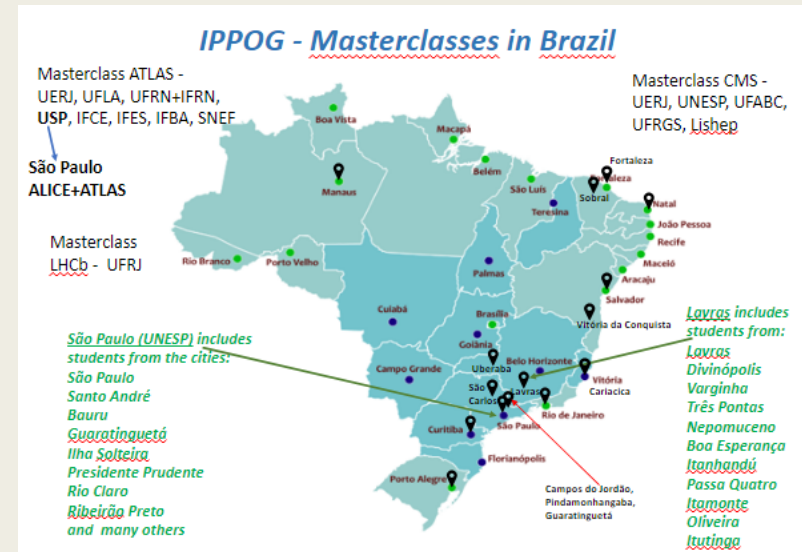 IPPOG - Masterclasses in Brazil
Masterclass ATLAS -
UERJ, UFLA, UFRN+IFRN,
USP, IFCE, IFES, IFBA, SNEF
São Paulo
ALICE+ATLAS
Masterclass
LHCb - UFRJ
Masterclass CMS -
UERJ, UNESP, UFABC,
UFRGS, Lishep
Boa Vista
Macapá
Belém
São Luís
Fortaleza
Fortaleza
Sobral
Manaus
Teresina
Natal
João Pessoa
Recife
Maceió
Aracaju
Salvador
Rio Branco
Porto Velho
Palmas
Cuiabá
Brasília
Goiânia
Vitória da Conquista
Campo Grande
Uberaba
Belo Horizonte
Vitória
Cariacica
São
Carlos
Lavras
Rio de Janeiro
São Paulo
Curitiba
Florianópolis
Porto Alegre
Campos do Jordão,
Pindamonhangaba,
Guaratinguetá
São Paulo (UNESP) includes
students from the cities:
São Paulo
Santo André
Bauru
Guaratinguetá
Ilha Solteira
Presidente Prudente
Rio Claro
Ribeirão Preto
and many others
Lavras includes
students from:
Lavras
Divinópolis
Varginha
Três Pontas
Nepomuceno
Boa Esperança
Itanhandú
Passa Quatro
Itamonte
Oliveira
Itutinga